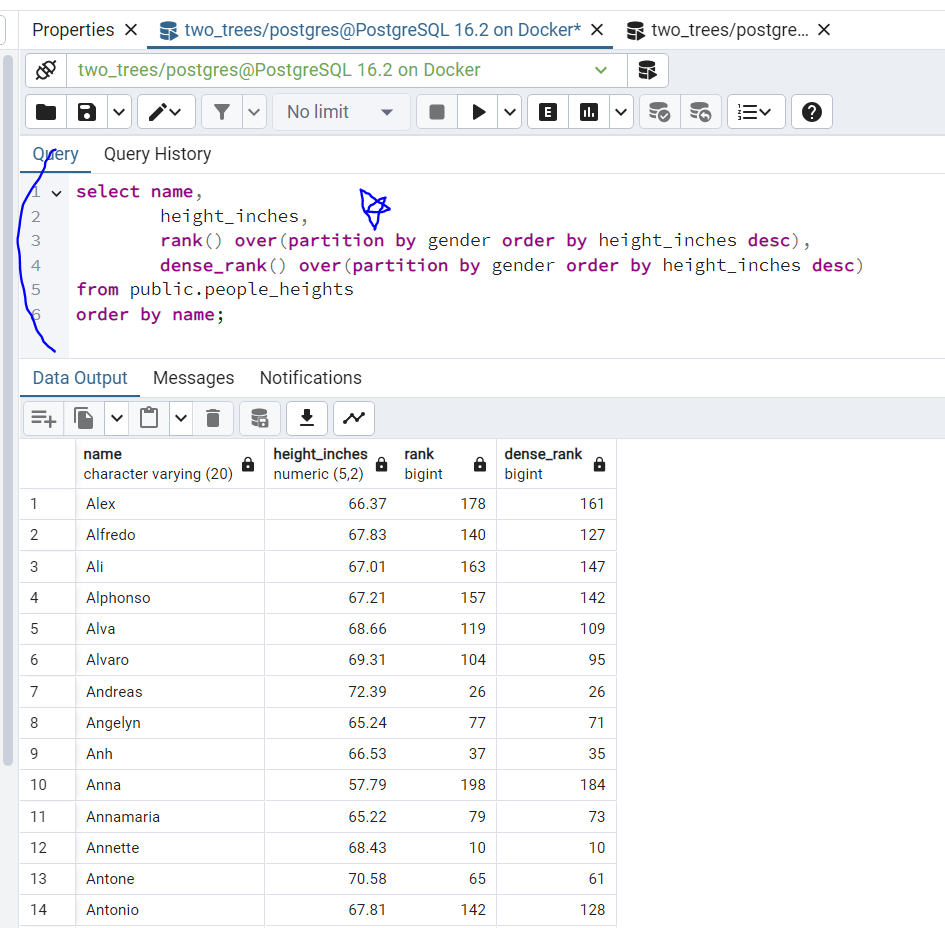 Properties two_trees/postgres@PostgreSQL 16.2 on Docker* two_trees/postgre...
two_trees/postgres@PostgreSQL 16.2 on Docker
No limit E ?
Query Query History
1 select name,
2 height_inches,
3 rank() over(partition by gender order by height_inches desc),
4 dense_rank() over(partition by gender order by height_inches desc)
5 from public.people_heights
6 order by name;
Data Output Messages Notifications
name height_inches rank dense_rank
character varying (20) numeric (5,2) bigint bigint
1 Alex 66.37 178 161
2 Alfredo 67.83 140 127
3 Ali 67.01 163 147
4 Alphonso 67.21 157 142
5 Alva 68.66 119 109
6 Alvaro 69.31 104 95
7 Andreas 72.39 26 26
8 Angelyn 65.24 77 71
9 Anh 66.53 37 35
10 Anna 57.79 198 184
11 Annamaria 65.22 79 73
12 Annette 68.43 10 10
13 Antone 70.58 65 61
14 Antonio 67.81 142 128